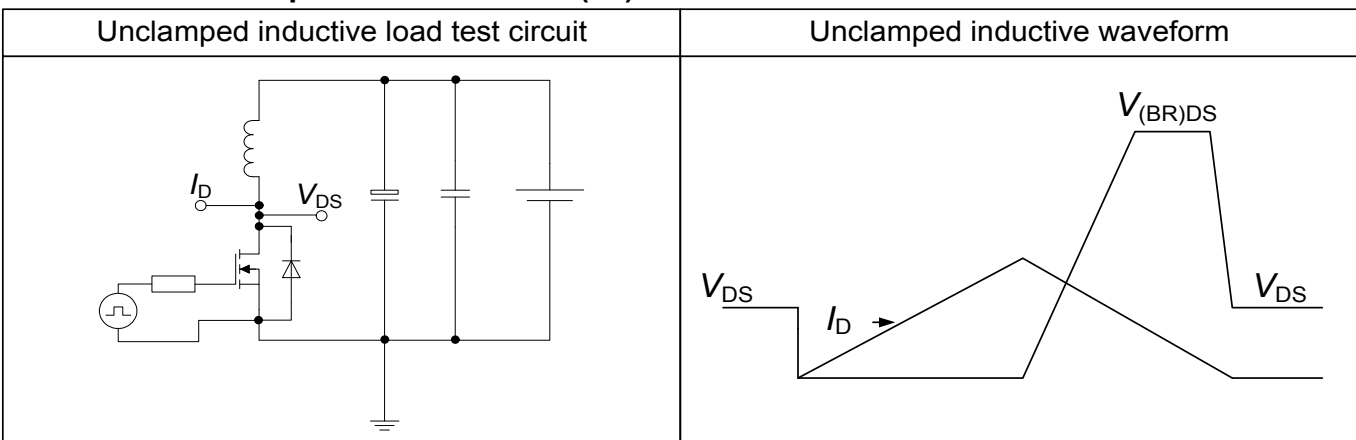 Unclamped inductive load test circuit
Unclamped inductive waveform
I_D
V_DS
V_(BR)DS
V_DS
I_D
V_DS